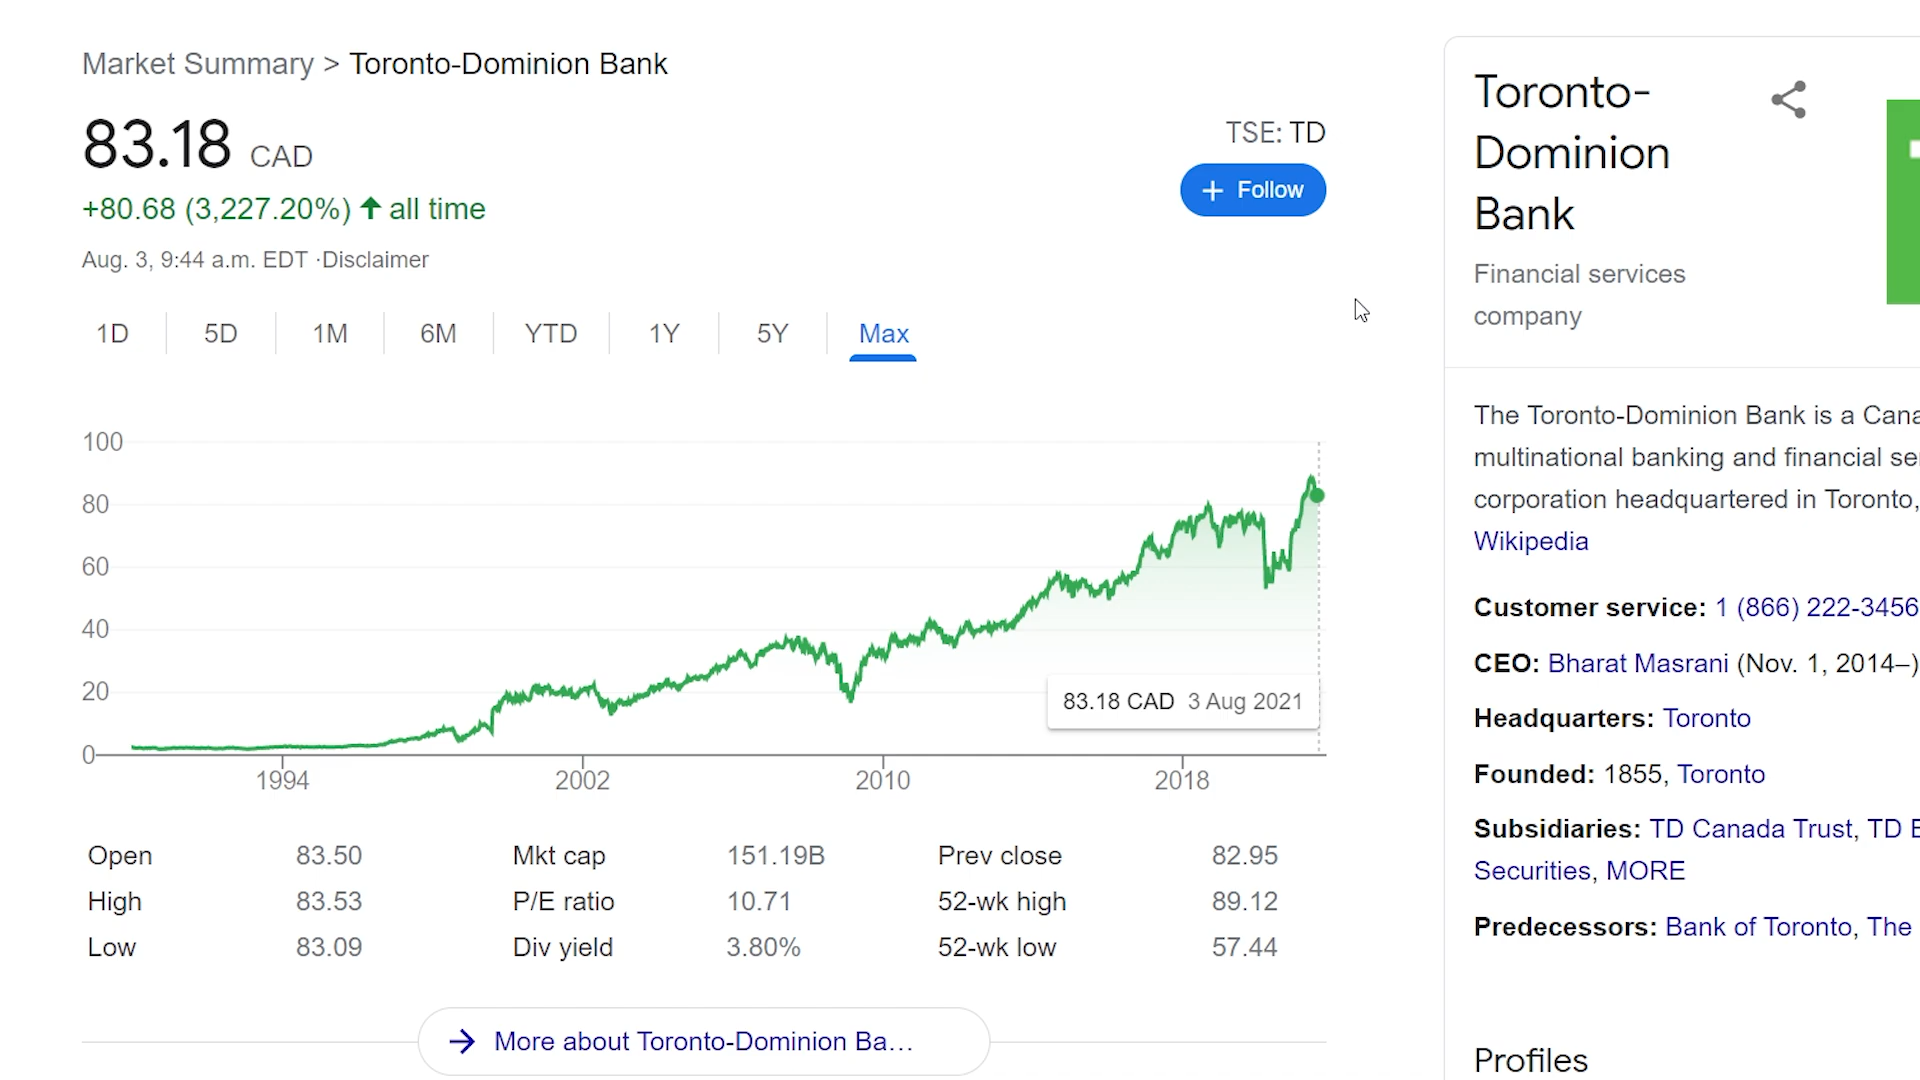 Market Summary > Toronto-Dominion Bank
83.18 CAD
+80.68 (3,227.20%) ↑ all time
Aug. 3, 9:44 a.m. EDT ·Disclaimer
TSE: TD
+ Follow
1D 5D 1M 6M YTD 1Y 5Y Max
100
80
60
40
20
0
83.18 CAD 3 Aug 2021
1994 2002 2010 2018
Open 83.50 Mkt cap 151.19B Prev close 82.95
High 83.53 P/E ratio 10.71 52-wk high 89.12
Low 83.09 Div yield 3.80% 52-wk low 57.44
→ More about Toronto-Dominion Ba...
Toronto-
Dominion
Bank
Financial services
company
The Toronto-Dominion Bank is a Cana
multinational banking and financial se
corporation headquartered in Toronto,
Wikipedia
Customer service: 1 (866) 222-3456
CEO: Bharat Masrani (Nov. 1, 2014–)
Headquarters: Toronto
Founded: 1855, Toronto
Subsidiaries: TD Canada Trust, TD
Securities, MORE
Predecessors: Bank of Toronto, The
Profiles